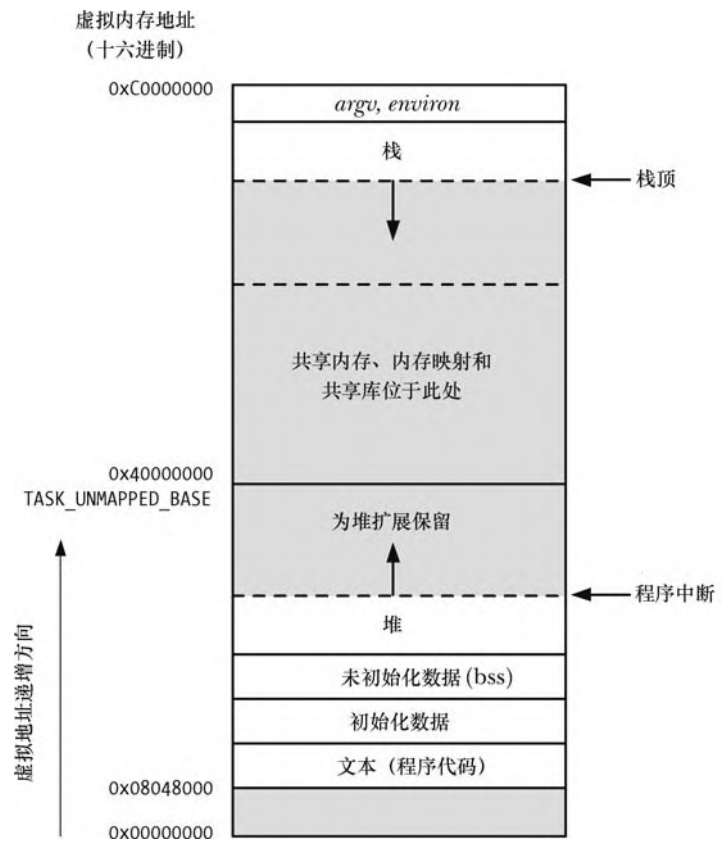 虚拟内存地址
（十六进制）
0xC0000000
argv, environ
栈
栈顶
共享内存、内存映射和
共享库位于此处
0x40000000
TASK_UNMAPPED_BASE
为堆扩展保留
程序中断
堆
未初始化数据 (bss)
初始化数据
文本（程序代码）
0x08048000
0x00000000
虚拟地址递增方向